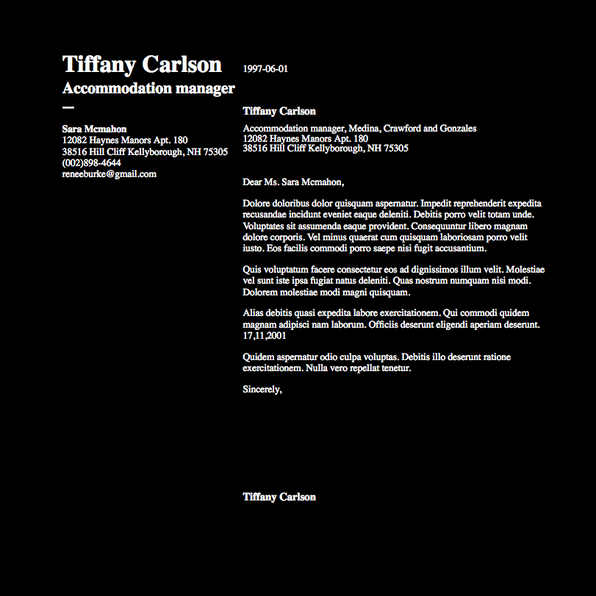 Tiffany Carlson
Accommodation manager
—
Sara Mcmahon
12082 Haynes Manors Apt. 180
38516 Hill Cliff Kellyborough, NH 75305
(002)898-4644
reneeburke@gmail.com
1997-06-01
Tiffany Carlson
Accommodation manager, Medina, Crawford and Gonzales
12082 Haynes Manors Apt. 180
38516 Hill Cliff Kellyborough, NH 75305
Dear Ms. Sara Mcmahon,
Dolore doloribus dolor quisquam aspernatur. Impedit reprehenderit expedita
recusandae incidunt eveniet eaque deleniti. Debitis porro velit totam unde.
Voluptates sit assumenda eaque provident. Consequuntur libero magnam
dolore corporis. Vel minus quaerat cum quisquam laboriosam porro velit
iusto. Eos facilis commodi porro saepe nisi fugit accusantium.
Quis voluptatum facere consectetur eos ad dignissimos illum velit. Molestiae
vel sunt iste ipsa fugiat natus deleniti. Quas nostrum numquam nisi modi.
Dolorem molestiae modi magni quisquam.
Alias debitis quasi expedita labore exercitationem. Qui commodi quidem
magnam adipisci nam laborum. Officiis deserunt eligendi aperiam deserunt.
17,11,2001
Quidem aspernatur odio culpa voluptas. Debitis illo deserunt ratione
exercitationem. Nulla vero repellat tenetur.
Sincerely,
Tiffany Carlson